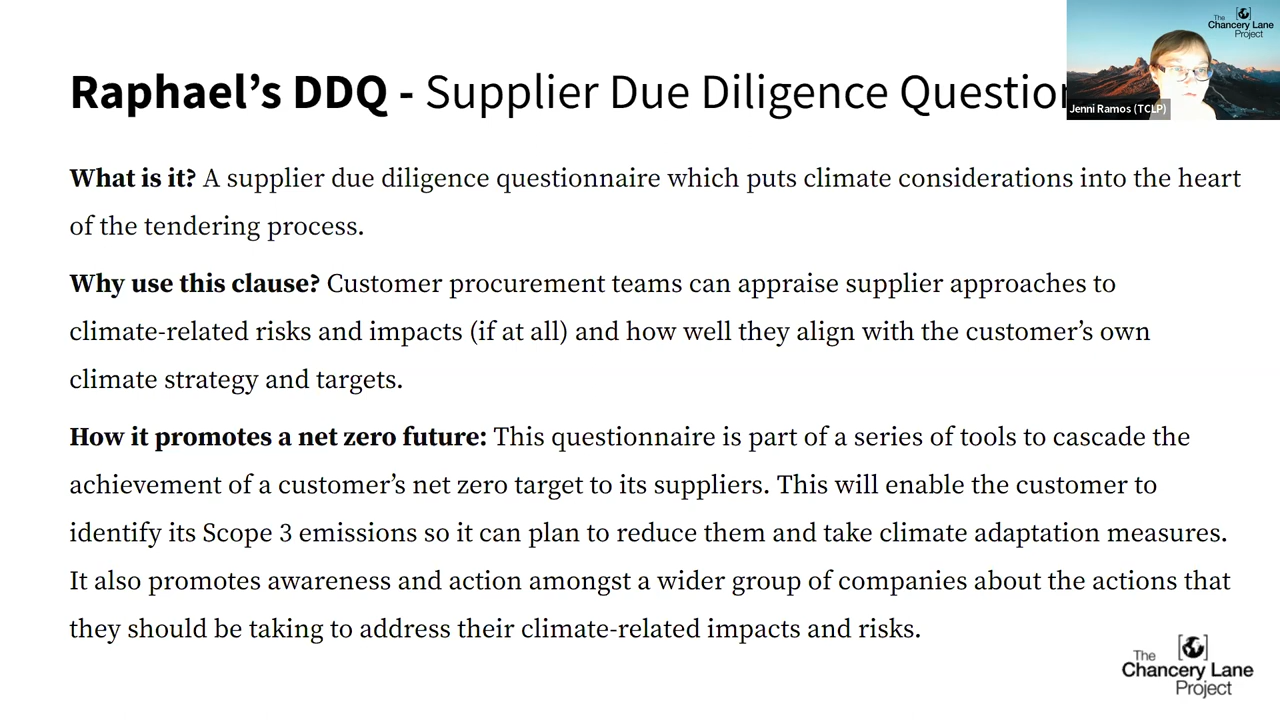 Raphael’s DDQ - Supplier Due Diligence Question
The
Chancery Lane
Project
Jenni Ramos (TCLP)
What is it? A supplier due diligence questionnaire which puts climate considerations into the heart
of the tendering process.
Why use this clause? Customer procurement teams can appraise supplier approaches to
climate-related risks and impacts (if at all) and how well they align with the customer’s own
climate strategy and targets.
How it promotes a net zero future: This questionnaire is part of a series of tools to cascade the
achievement of a customer’s net zero target to its suppliers. This will enable the customer to
identify its Scope 3 emissions so it can plan to reduce them and take climate adaptation measures.
It also promotes awareness and action amongst a wider group of companies about the actions that
they should be taking to address their climate-related impacts and risks.
The
Chancery Lane
Project